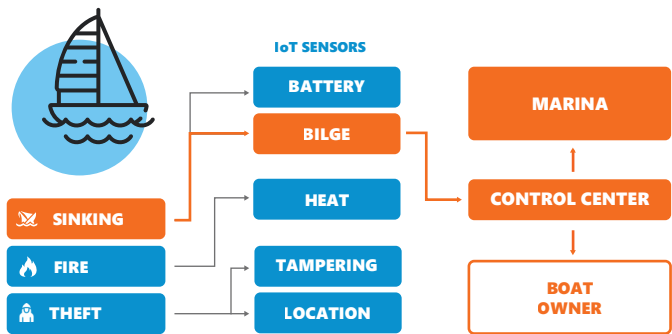 IoT SENSORS
BATTERY
BILGE
HEAT
TAMPERING
LOCATION
SINKING
FIRE
THEFT
MARINA
CONTROL CENTER
BOAT
OWNER